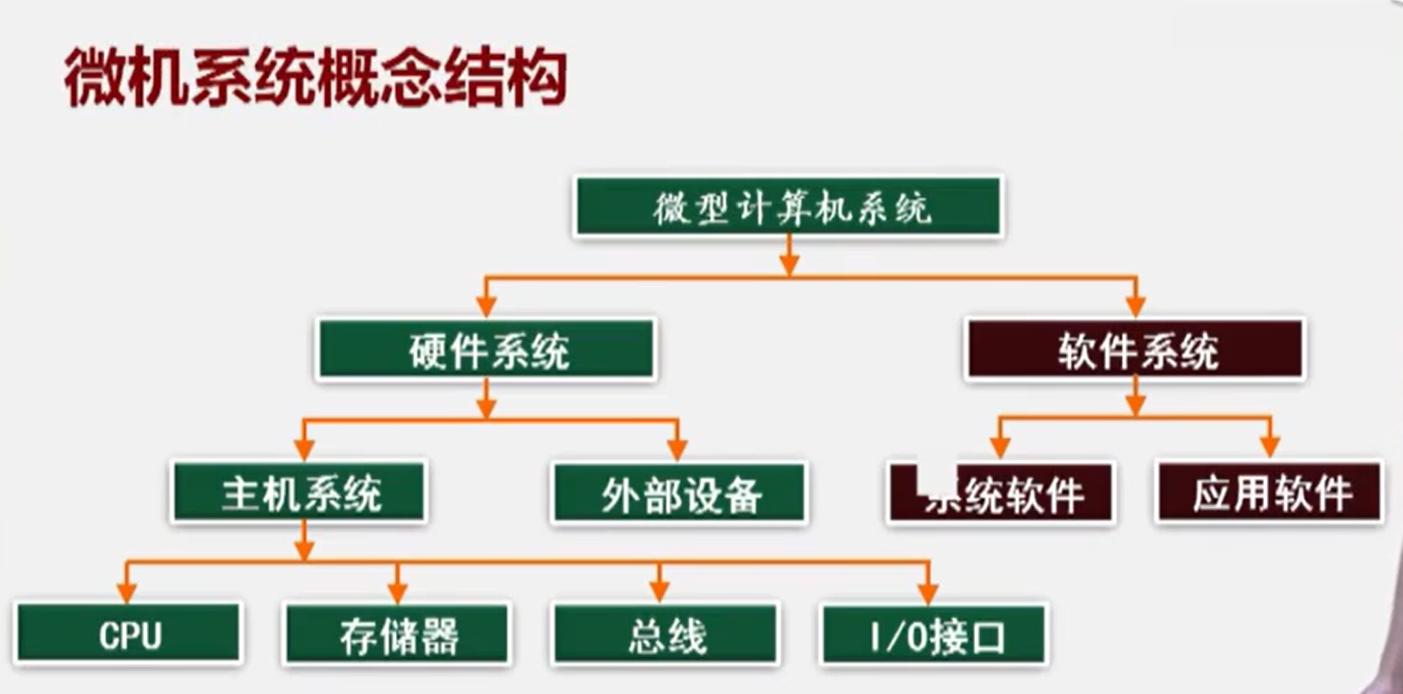 微机系统概念结构
微型计算机系统
硬件系统
软件系统
主机系统
外部设备
系统软件
应用软件
CPU
存储器
总线
I/O接口